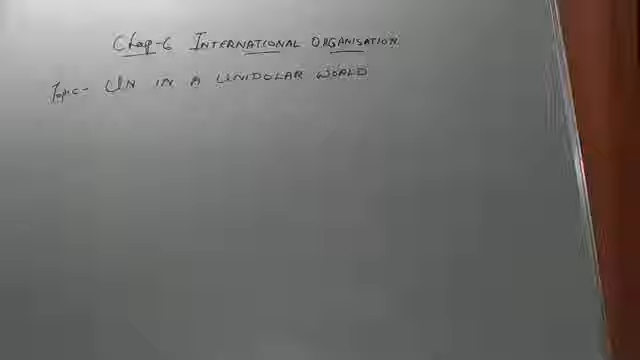 Chap-6 INTERNATIONAL ORGANISATION
Topic- UN IN A UNIPOLAR WORLD